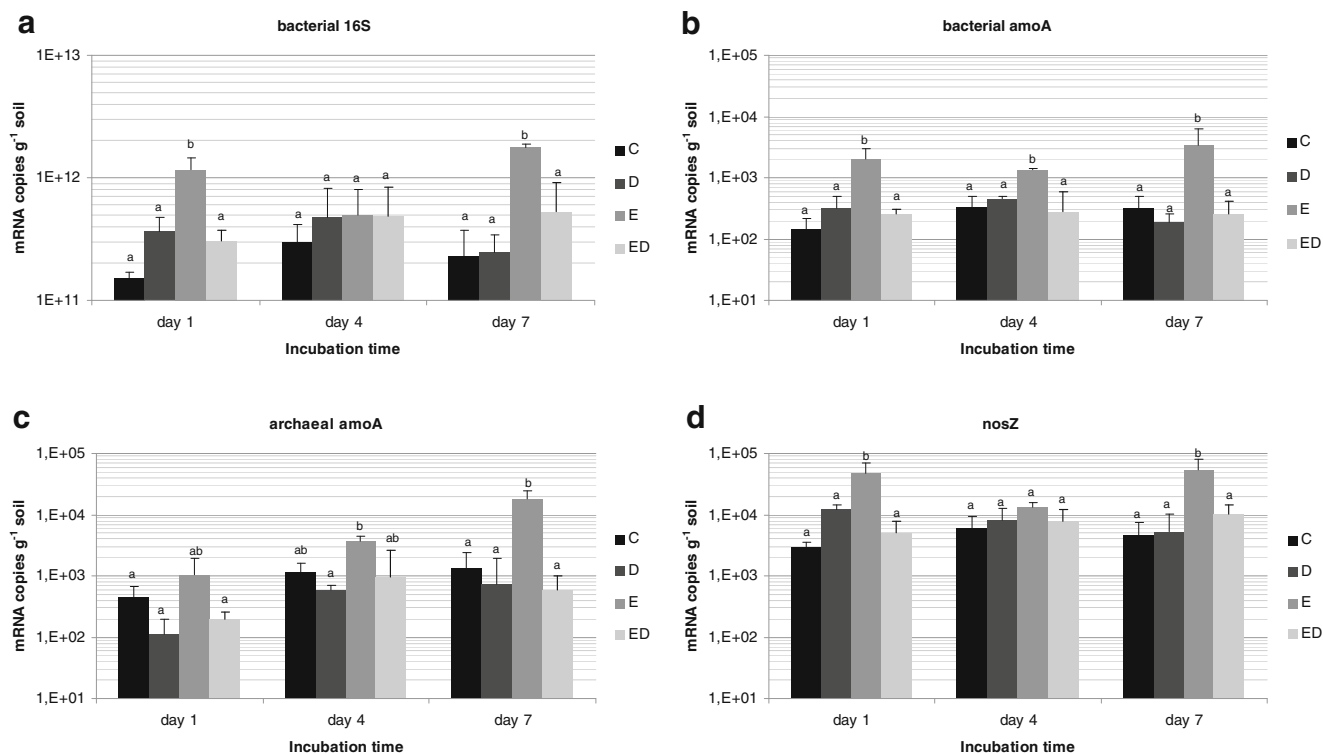 a
bacterial 16S
1E+13
1E+12
1E+11
mRNA copies g-1 soil
a a b a
a a a a
a a b a
day 1 day 4 day 7
Incubation time
C
D
E
ED
b
bacterial amoA
1,E+05
1,E+04
1,E+03
1,E+02
1,E+01
mRNA copies g-1 soil
a a b a
a a b a
a a b a
day 1 day 4 day 7
Incubation time
C
D
E
ED
c
archaeal amoA
1,E+05
1,E+04
1,E+03
1,E+02
1,E+01
mRNA copies g-1 soil
a a ab a
ab a b ab
a a b a
day 1 day 4 day 7
Incubation time
C
D
E
ED
d
nosZ
1,E+05
1,E+04
1,E+03
1,E+02
1,E+01
mRNA copies g-1 soil
a a b a
a a a a
a a b a
day 1 day 4 day 7
Incubation time
C
D
E
ED